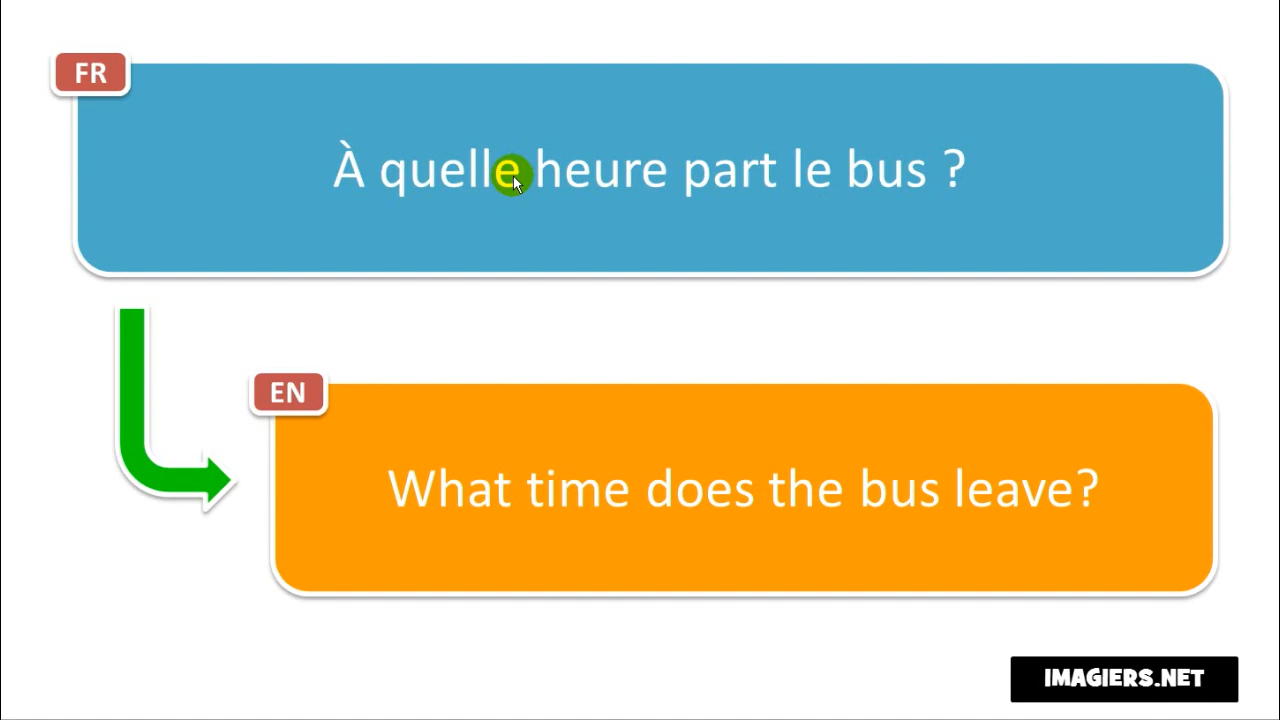 FR
À quelle heure part le bus ?
EN
What time does the bus leave?
IMAGIERS.NET